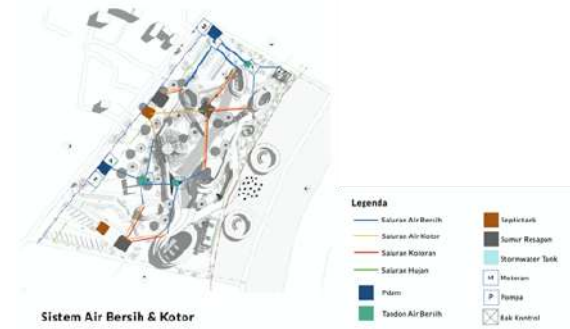 Legenda
Saluran Air Bersih
Saluran Air Kotor
Saluran Kotoran
Saluran Hujan
Pdam
Tandon Air Bersih
Septictank
Sumur Resapan
Stormwater Tank
M Meteran
P Pompa
Bak Kontrol
Sistem Air Bersih & Kotor